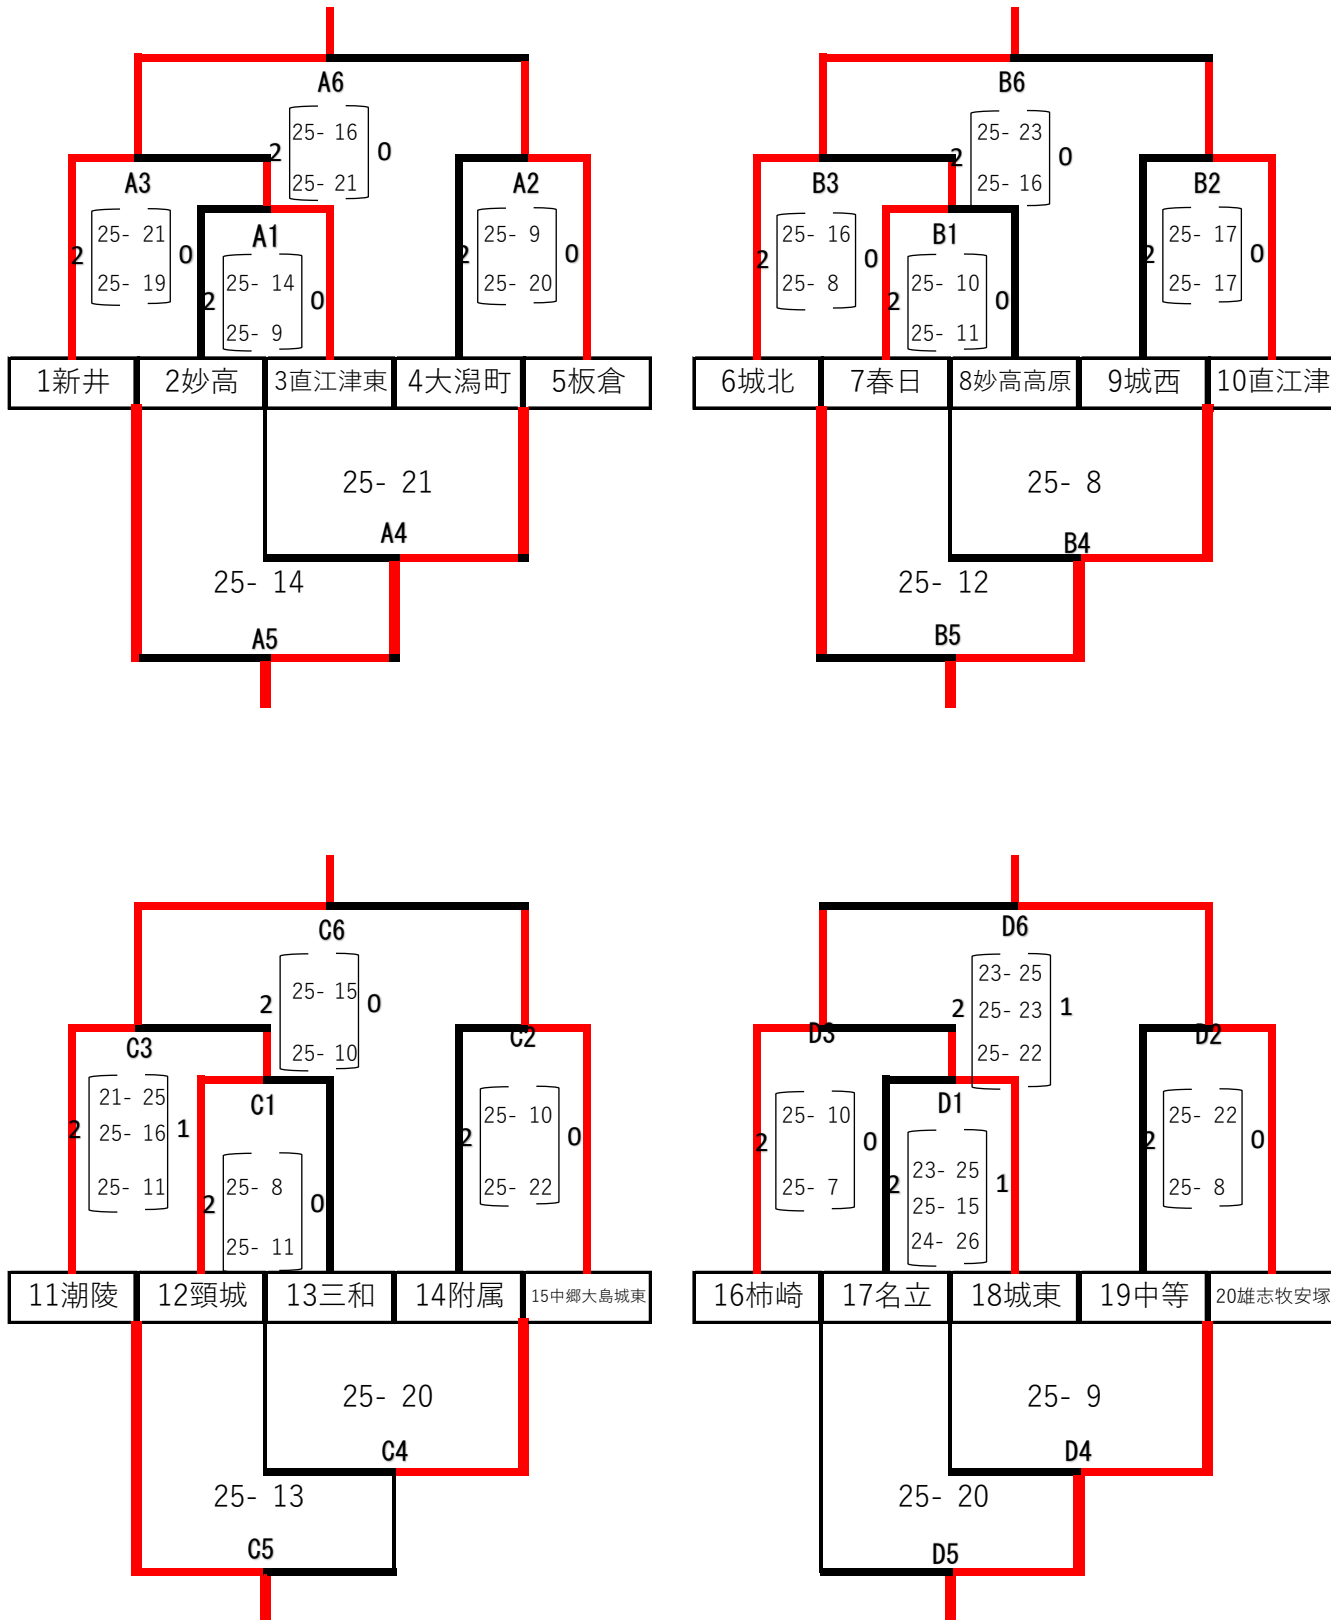 A6
25- 16
2 0
25- 21
A3
25- 21
2 0
25- 19
A1
25- 14
2 0
25- 9
A2
25- 9
2 0
25- 20
1新井 2妙高 3直江津東 4大潟町 5板倉
25- 21
A4
25- 14
A5
B6
25- 23
2 0
25- 16
B3
25- 16
2 0
25- 8
B1
25- 10
2 0
25- 11
B2
25- 17
2 0
25- 17
6城北 7春日 8妙高高原 9城西 10直江津
25- 8
B4
25- 12
B5
C6
25- 15
2 0
25- 10
C3
21- 25
2 25- 16 1
25- 11
C1
25- 8
2 0
25- 11
C2
25- 10
2 0
25- 22
11潮陵 12頸城 13三和 14附属 15中郷大島城東
25- 20
C4
25- 13
C5
D6
23- 25
2 25- 23 1
25- 22
D3
25- 10
2 0
25- 7
D1
23- 25
2 25- 15 1
24- 26
D2
25- 22
2 0
25- 8
16柿崎 17名立 18城東 19中等 20雄志牧安塚
25- 9
D4
25- 20
D5